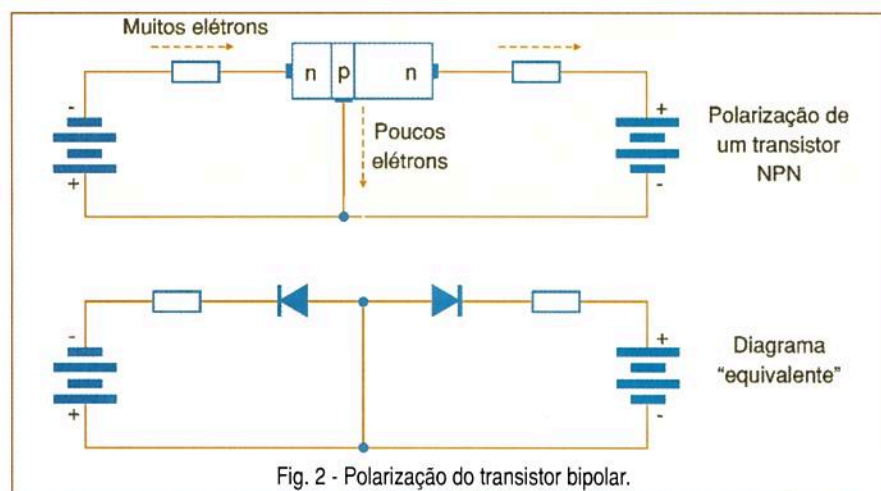 Muitos elétrons
n p n
-
+
Poucos
elétrons
+
-
Polarização de
um transistor
NPN
-
+
+
-
Diagrama
“equivalente”
Fig. 2 - Polarização do transistor bipolar.